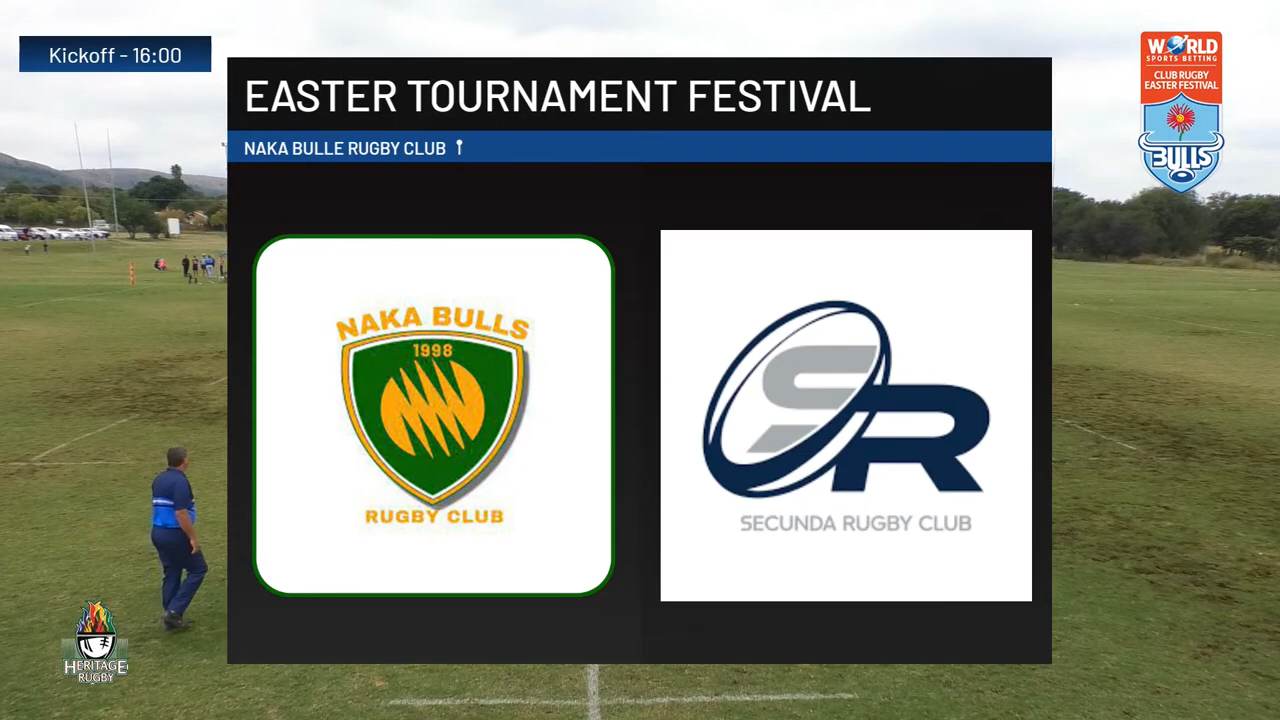 Kickoff - 16:00
WORLD
SPORTS BETTING
CLUB RUGBY
EASTER FESTIVAL
BULLS
EASTER TOURNAMENT FESTIVAL
NAKA BULLE RUGBY CLUB
NAKA BULLS
1998
RUGBY CLUB
SR
SECUNDA RUGBY CLUB
HERITAGE
RUGBY